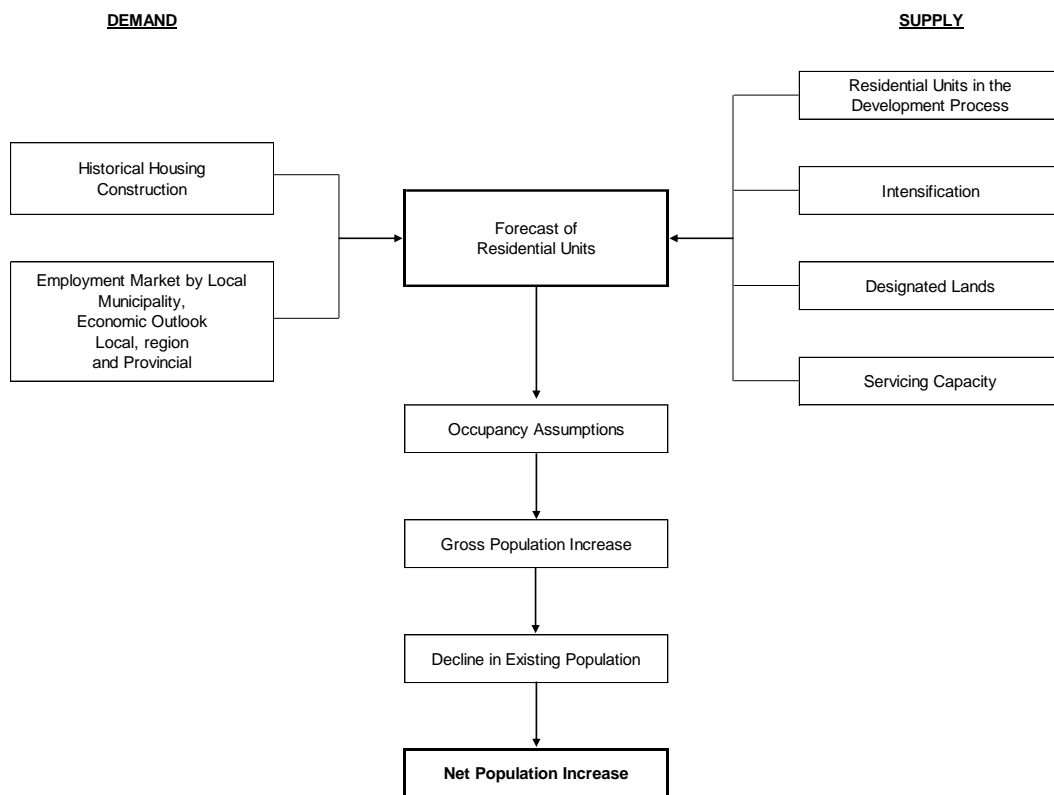 DEMAND
SUPPLY
Historical Housing
Construction
Employment Market by Local
Municipality,
Economic Outlook
Local, region
and Provincial
Forecast of
Residential Units
Residential Units in the
Development Process
Intensification
Designated Lands
Servicing Capacity
Occupancy Assumptions
Gross Population Increase
Decline in Existing Population
Net Population Increase